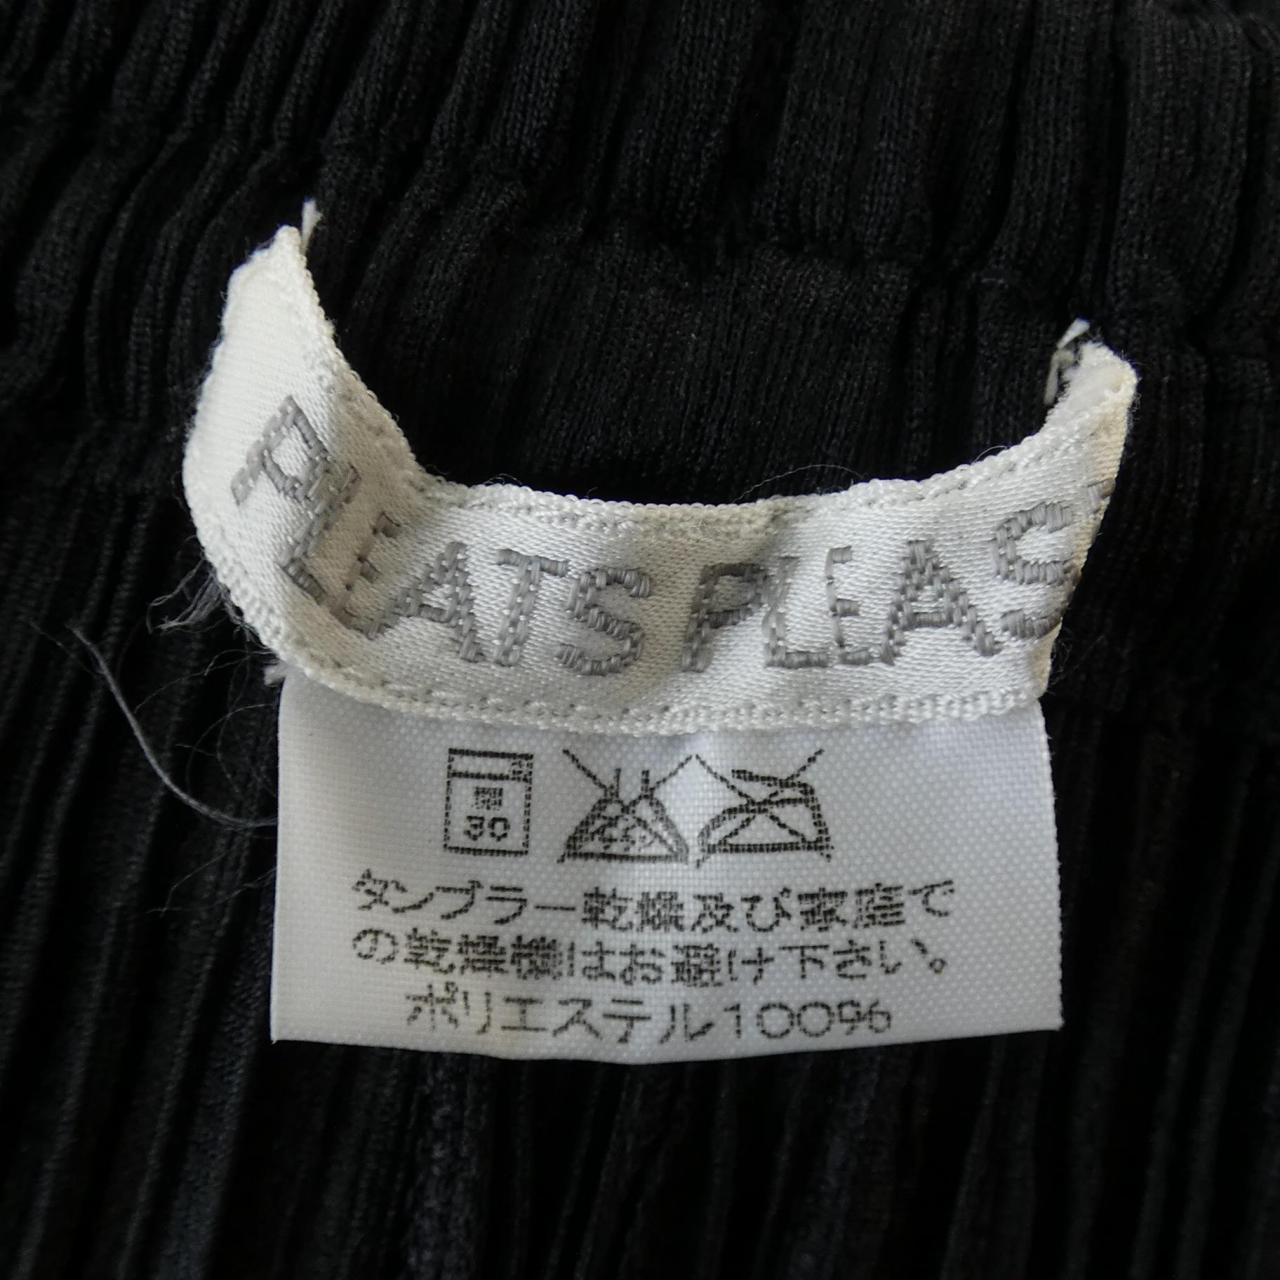 PLEATS PLEAS
30
タンブラー乾燥及び家庭で
の乾燥機はお避け下さい。
ポリエステル100%